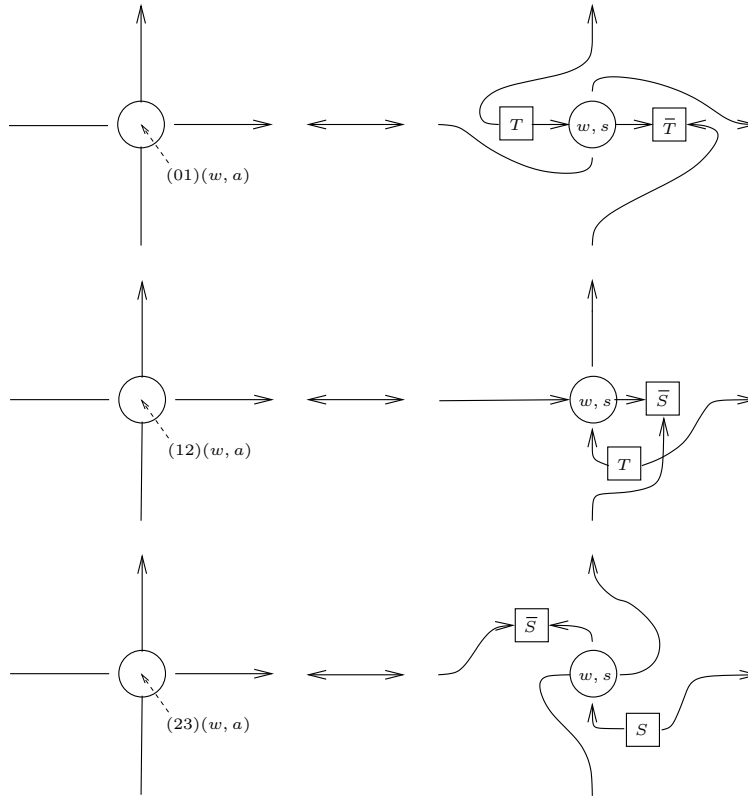 T w, s T̅
(01)(w, a)
w, s S̅
(12)(w, a) T
S̅
w, s
(23)(w, a) S